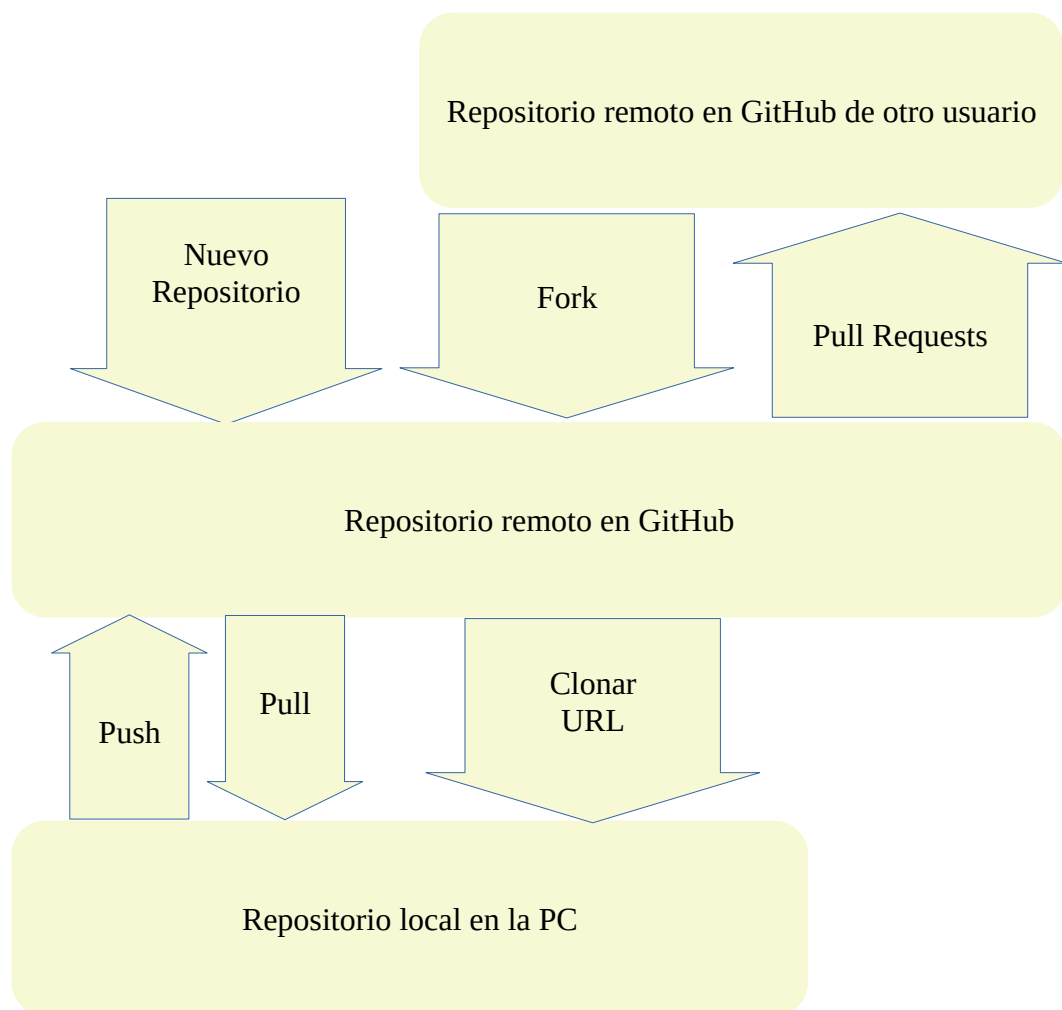 Repositorio remoto en GitHub de otro usuario
Nuevo
Repositorio
Fork
Pull Requests
Repositorio remoto en GitHub
Push
Pull
Clonar
URL
Repositorio local en la PC